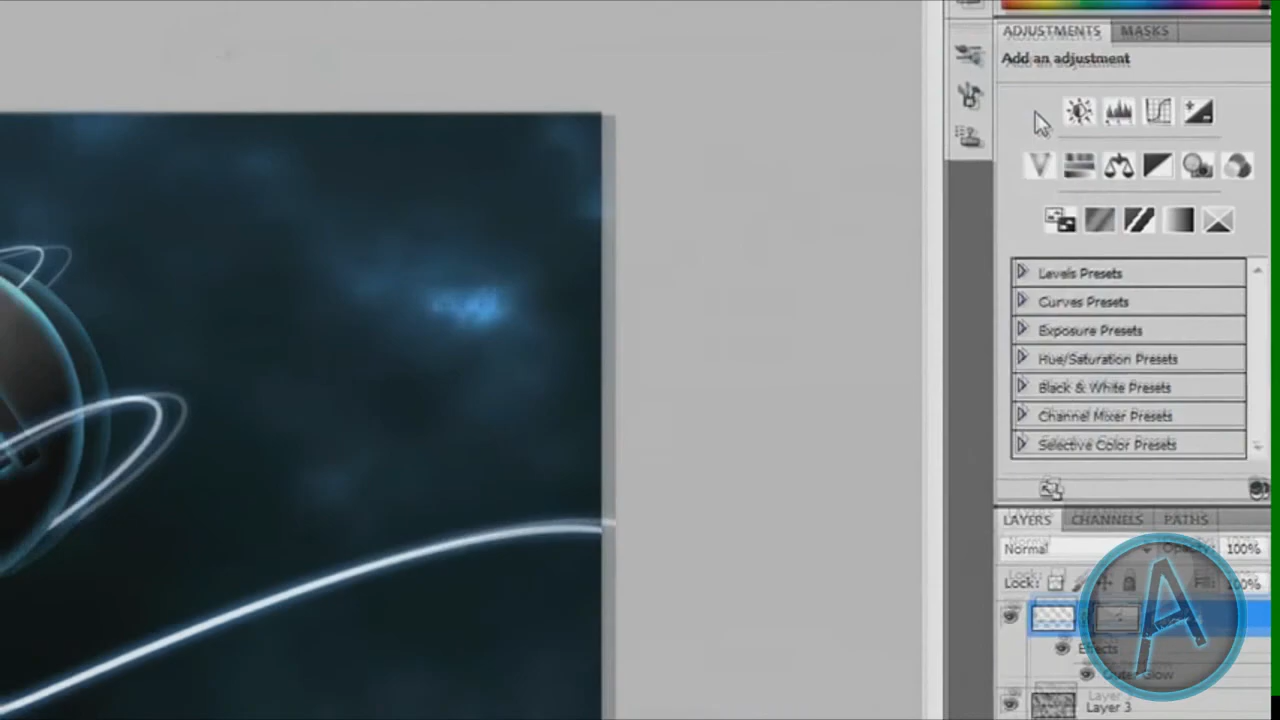 ADJUSTMENTS MASKS
Add an adjustment
Levels Presets
Curves Presets
Exposure Presets
Hue/Saturation Presets
Black & White Presets
Channel Mixer Presets
Selective Color Presets
LAYERS CHANNELS PATHS
Normal Opacity: 100%
Lock: Fill: 100%
A
Effects
Outer Glow
Layer 3